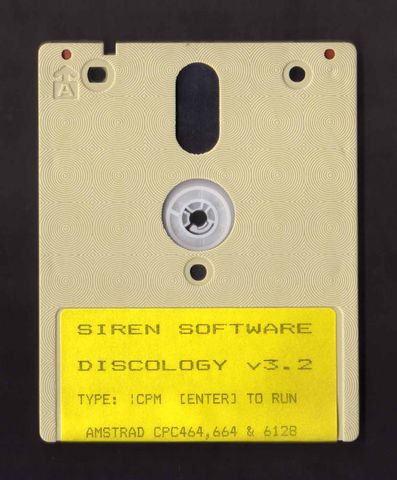 A
SIREN SOFTWARE
DISCOLOGY v3.2
TYPE: |CPM [ENTER] TO RUN
AMSTRAD CPC464,664 & 6128